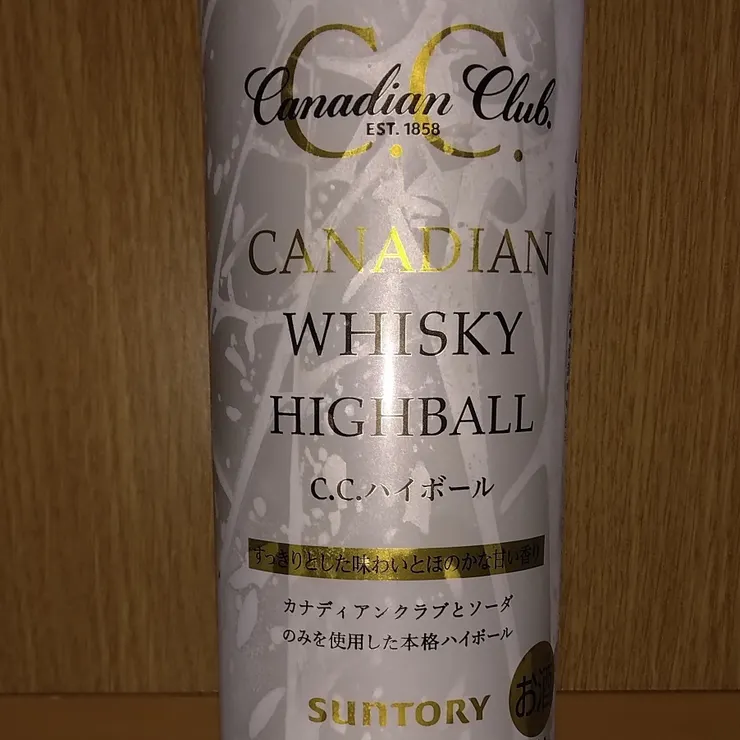 C.C.
Canadian Club.
EST. 1858
CANADIAN
WHISKY
HIGHBALL
C.C.ハイボール
すっきりとした味わいとほのかな甘い香り
カナディアンクラブとソーダ
のみを使用した本格ハイボール
SUNTORY
お酒